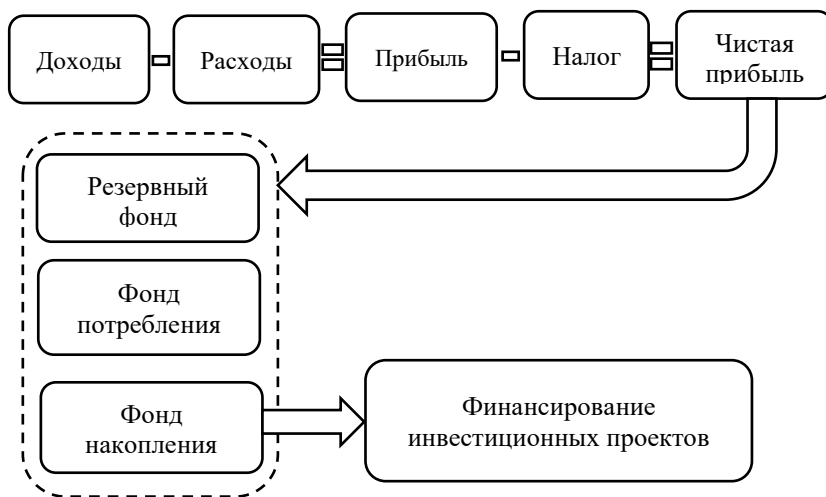 Доходы
Расходы
Прибыль
Налог
Чистая
прибыль
Резервный
фонд
Фонд
потребления
Фонд
накопления
Финансирование
инвестиционных проектов